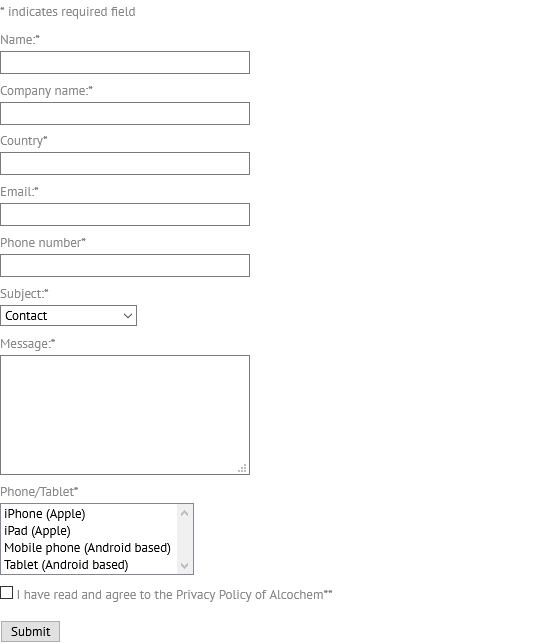 * indicates required field
Name:*
Company name:*
Country*
Email:*
Phone number*
Subject:*
Contact
Message:*
Phone/Tablet*
iPhone (Apple)
iPad (Apple)
Mobile phone (Android based)
Tablet (Android based)
I have read and agree to the Privacy Policy of Alcochem**
Submit